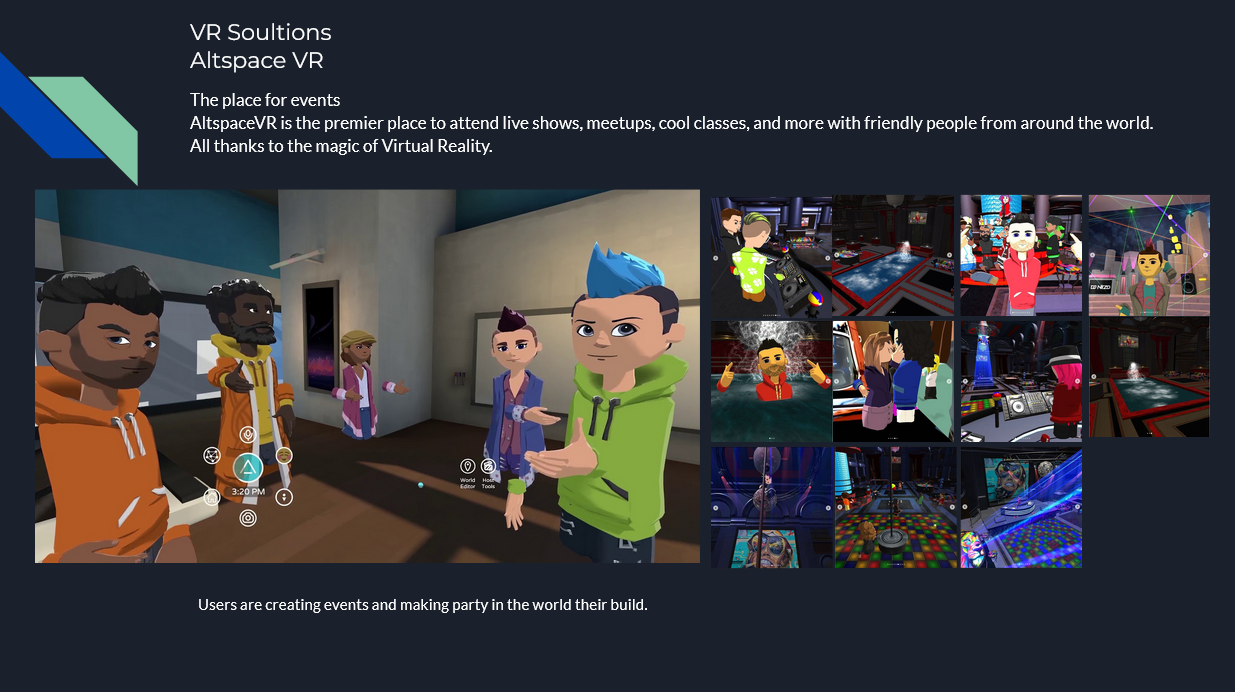 VR Soultions
Altspace VR
The place for events
AltspaceVR is the premier place to attend live shows, meetups, cool classes, and more with friendly people from around the world.
All thanks to the magic of Virtual Reality.
World
Editor
Host
Tools
3:20 PM
DJ NEZO
Users are creating events and making party in the world their build.